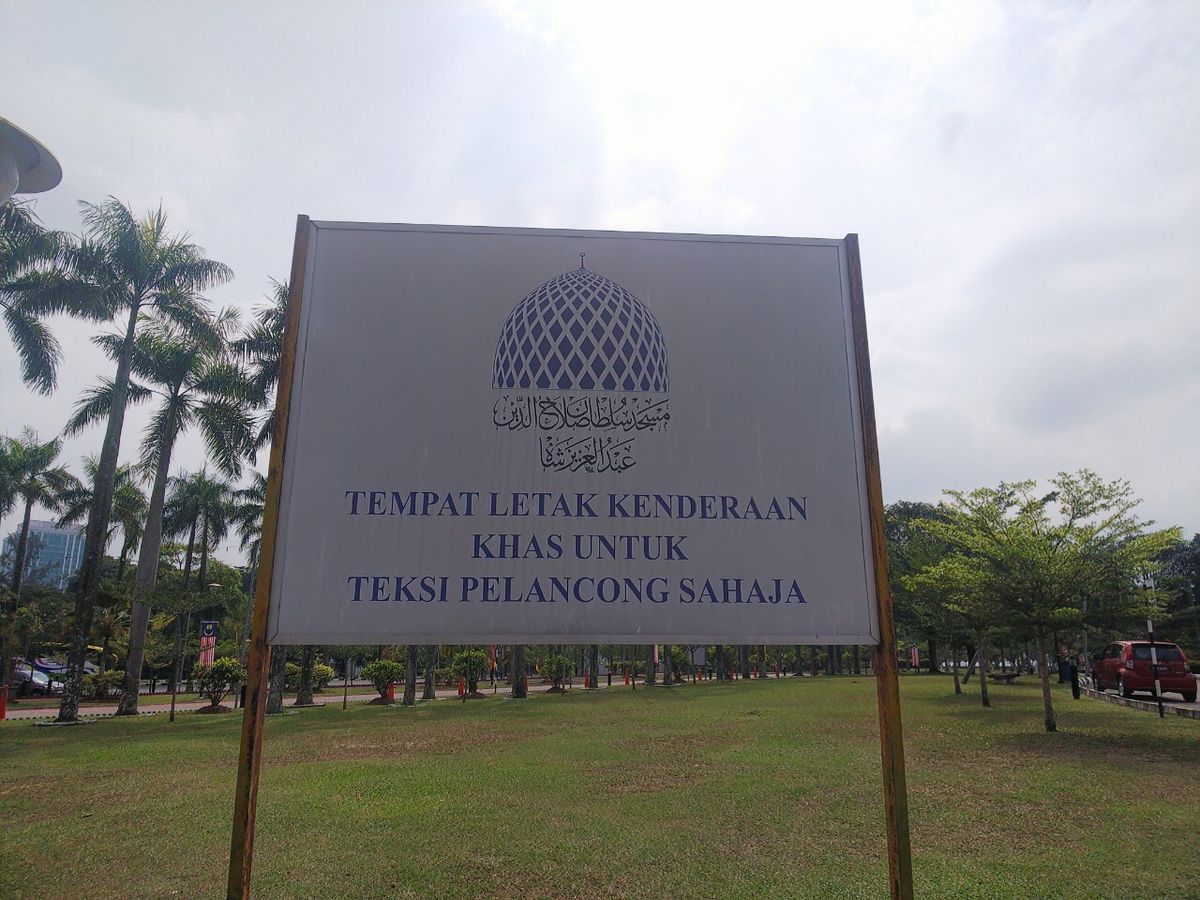 مسجد سلطان صلاح الدين
عبد العزيز شاه
TEMPAT LETAK KENDERAAN
KHAS UNTUK
TEKSI PELANCONG SAHAJA